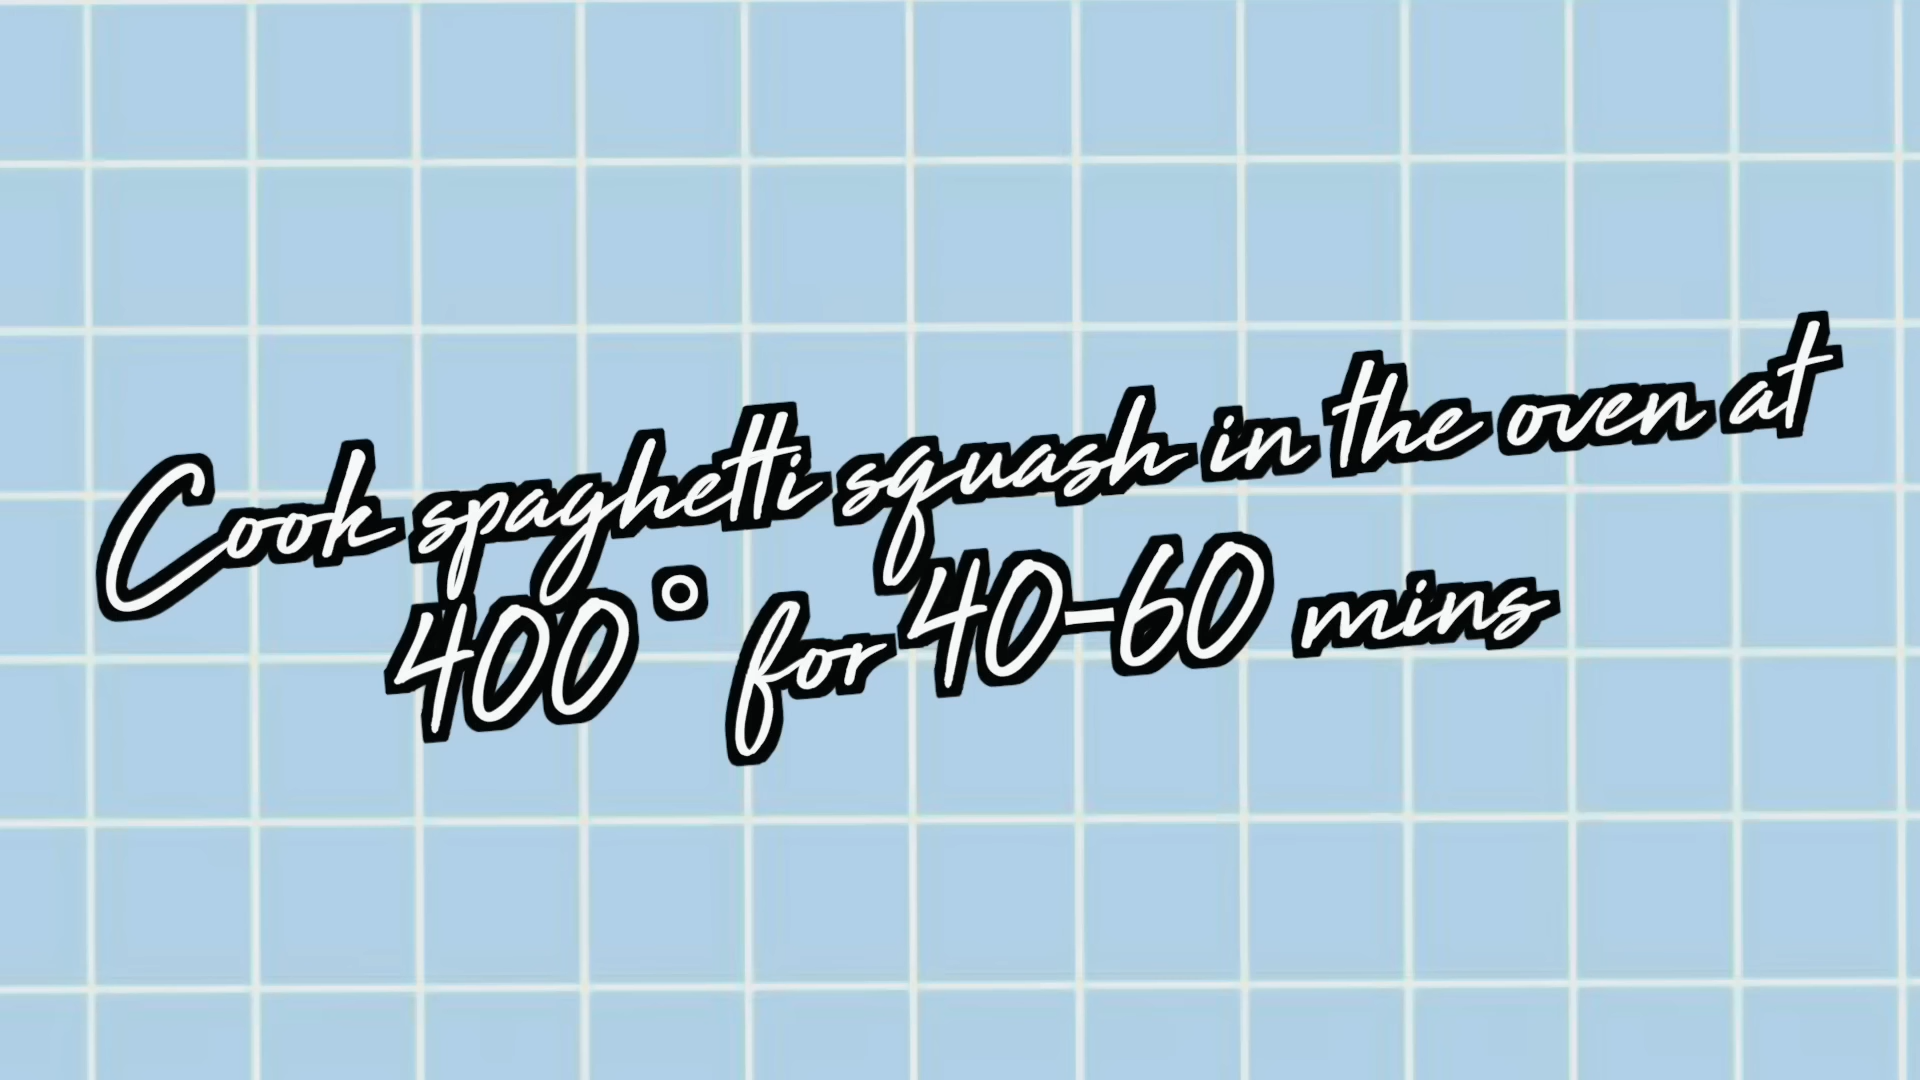 Cook spaghetti squash in the oven at
400° for 40-60 mins